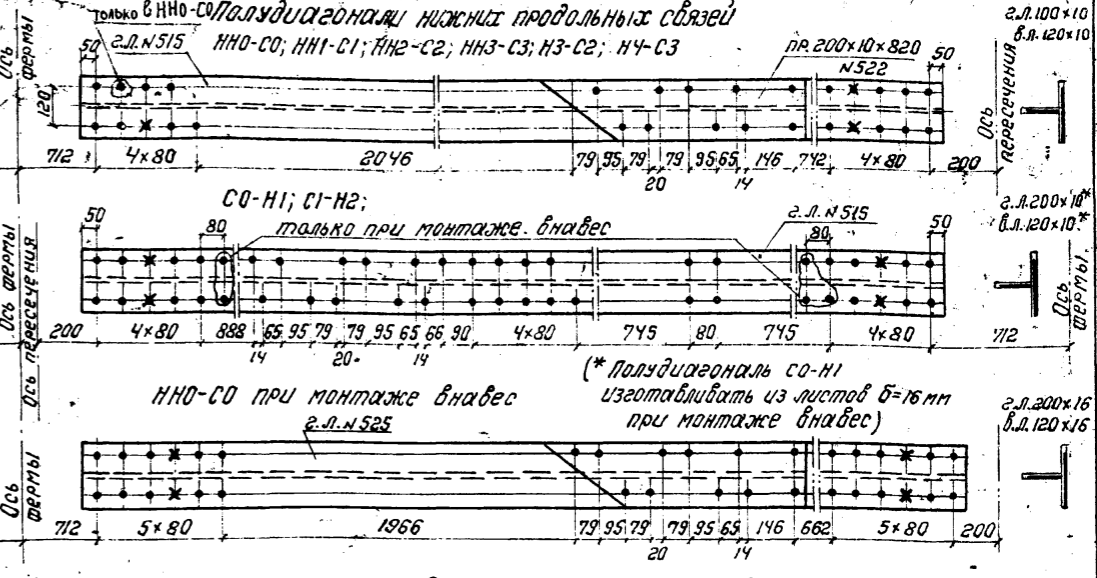 только в ННО-СО
Полудиагонали нижних продольных связей
ННО-СО; НН1-С1; НН2-С2; НН3-С3; Н3-С2; Н4-С3
г.л. 100×10
в.л. 120×10
Ось фермы
50
г.л. N515
пр. 200×10×820
N522
50
120
Ось пересечения
712 4×80 2046 79 95 79 79 95 65 146 742 4×80 200
20 14
СО-Н1; С1-Н2;
г.л. 200×10*
в.л. 120×10*
50 80
только при монтаже внавес
г.л. N515
80 50
Ось фермы
Ось пересечения
Ось фермы
200 4×80 888 65 95 79 79 95 65 66 90 4×80 745 80 745 4×80 712
14 20 14
(* Полудиагональ СО-Н1
изготавливать из листов δ=16мм
при монтаже внавес)
ННО-СО при монтаже внавес
г.л. N525
г.л. 200×16
в.л. 120×16
Ось фермы
712 5×80 1966 79 95 79 79 95 65 146 662 5×80 200
20 14